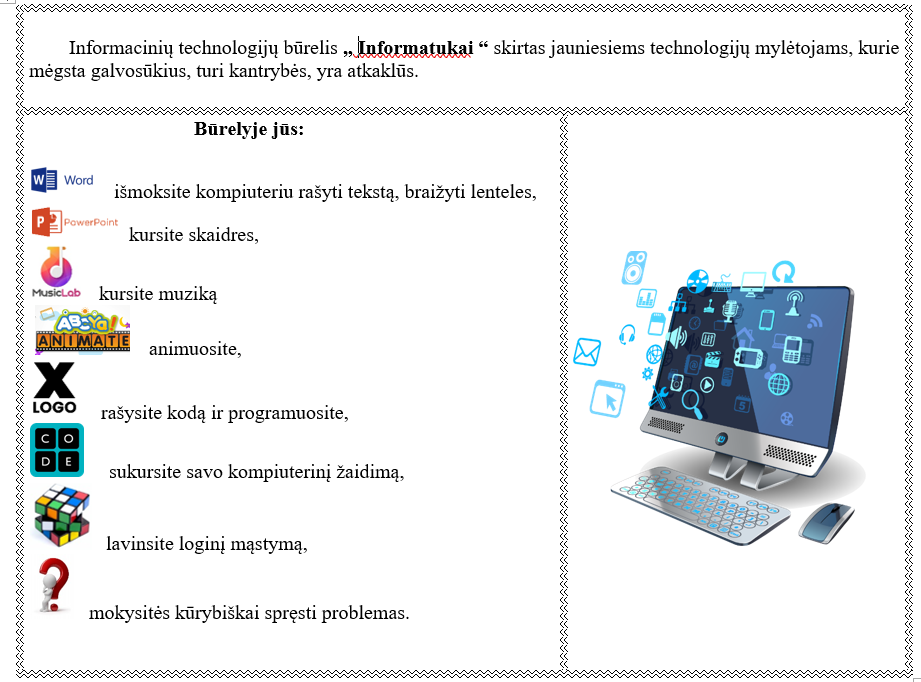 Informacinių technologijų būrelis „ Informatukai “ skirtas jauniesiems technologijų mylėtojams, kurie
mėgsta galvosūkius, turi kantrybės, yra atkaklūs.
Būrelyje jūs:
W Word
išmoksite kompiuteriu rašyti tekstą, braižyti lenteles,
P PowerPoint
kursite skaidres,
MusicLab
kursite muziką
ABCYa!
ANIMATE
animuosite,
X
LOGO
rašysite kodą ir programuosite,
C O
D E
sukursite savo kompiuterinį žaidimą,
lavinsite loginį mąstymą,
?
mokysitės kūrybiškai spręsti problemas.
5